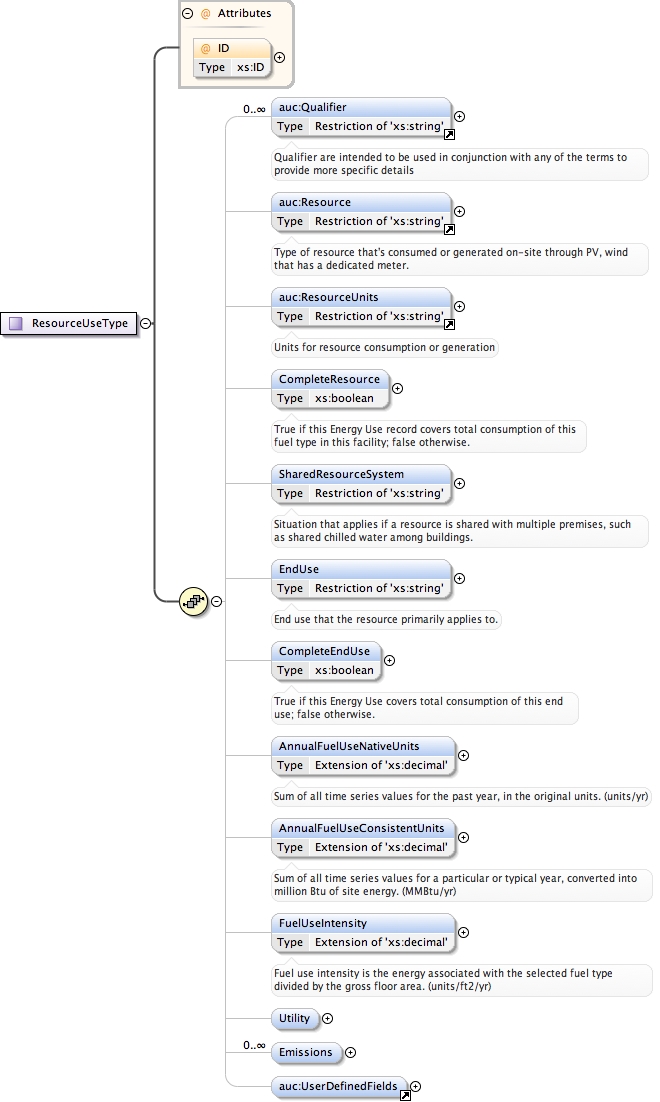 @ Attributes
@ ID
Type xs:ID
0..∞
auc:Qualifier
Type Restriction of 'xs:string'
Qualifier are intended to be used in conjunction with any of the terms to
provide more specific details
auc:Resource
Type Restriction of 'xs:string'
Type of resource that's consumed or generated on-site through PV, wind
that has a dedicated meter.
auc:ResourceUnits
Type Restriction of 'xs:string'
Units for resource consumption or generation
ResourceUseType
CompleteResource
Type xs:boolean
True if this Energy Use record covers total consumption of this
fuel type in this facility; false otherwise.
SharedResourceSystem
Type Restriction of 'xs:string'
Situation that applies if a resource is shared with multiple premises, such
as shared chilled water among buildings.
EndUse
Type Restriction of 'xs:string'
End use that the resource primarily applies to.
CompleteEndUse
Type xs:boolean
True if this Energy Use covers total consumption of this end
use; false otherwise.
AnnualFuelUseNativeUnits
Type Extension of 'xs:decimal'
Sum of all time series values for the past year, in the original units. (units/yr)
AnnualFuelUseConsistentUnits
Type Extension of 'xs:decimal'
Sum of all time series values for a particular or typical year, converted into
million Btu of site energy. (MMBtu/yr)
FuelUseIntensity
Type Extension of 'xs:decimal'
Fuel use intensity is the energy associated with the selected fuel type
divided by the gross floor area. (units/ft2/yr)
Utility
0..∞
Emissions
auc:UserDefinedFields